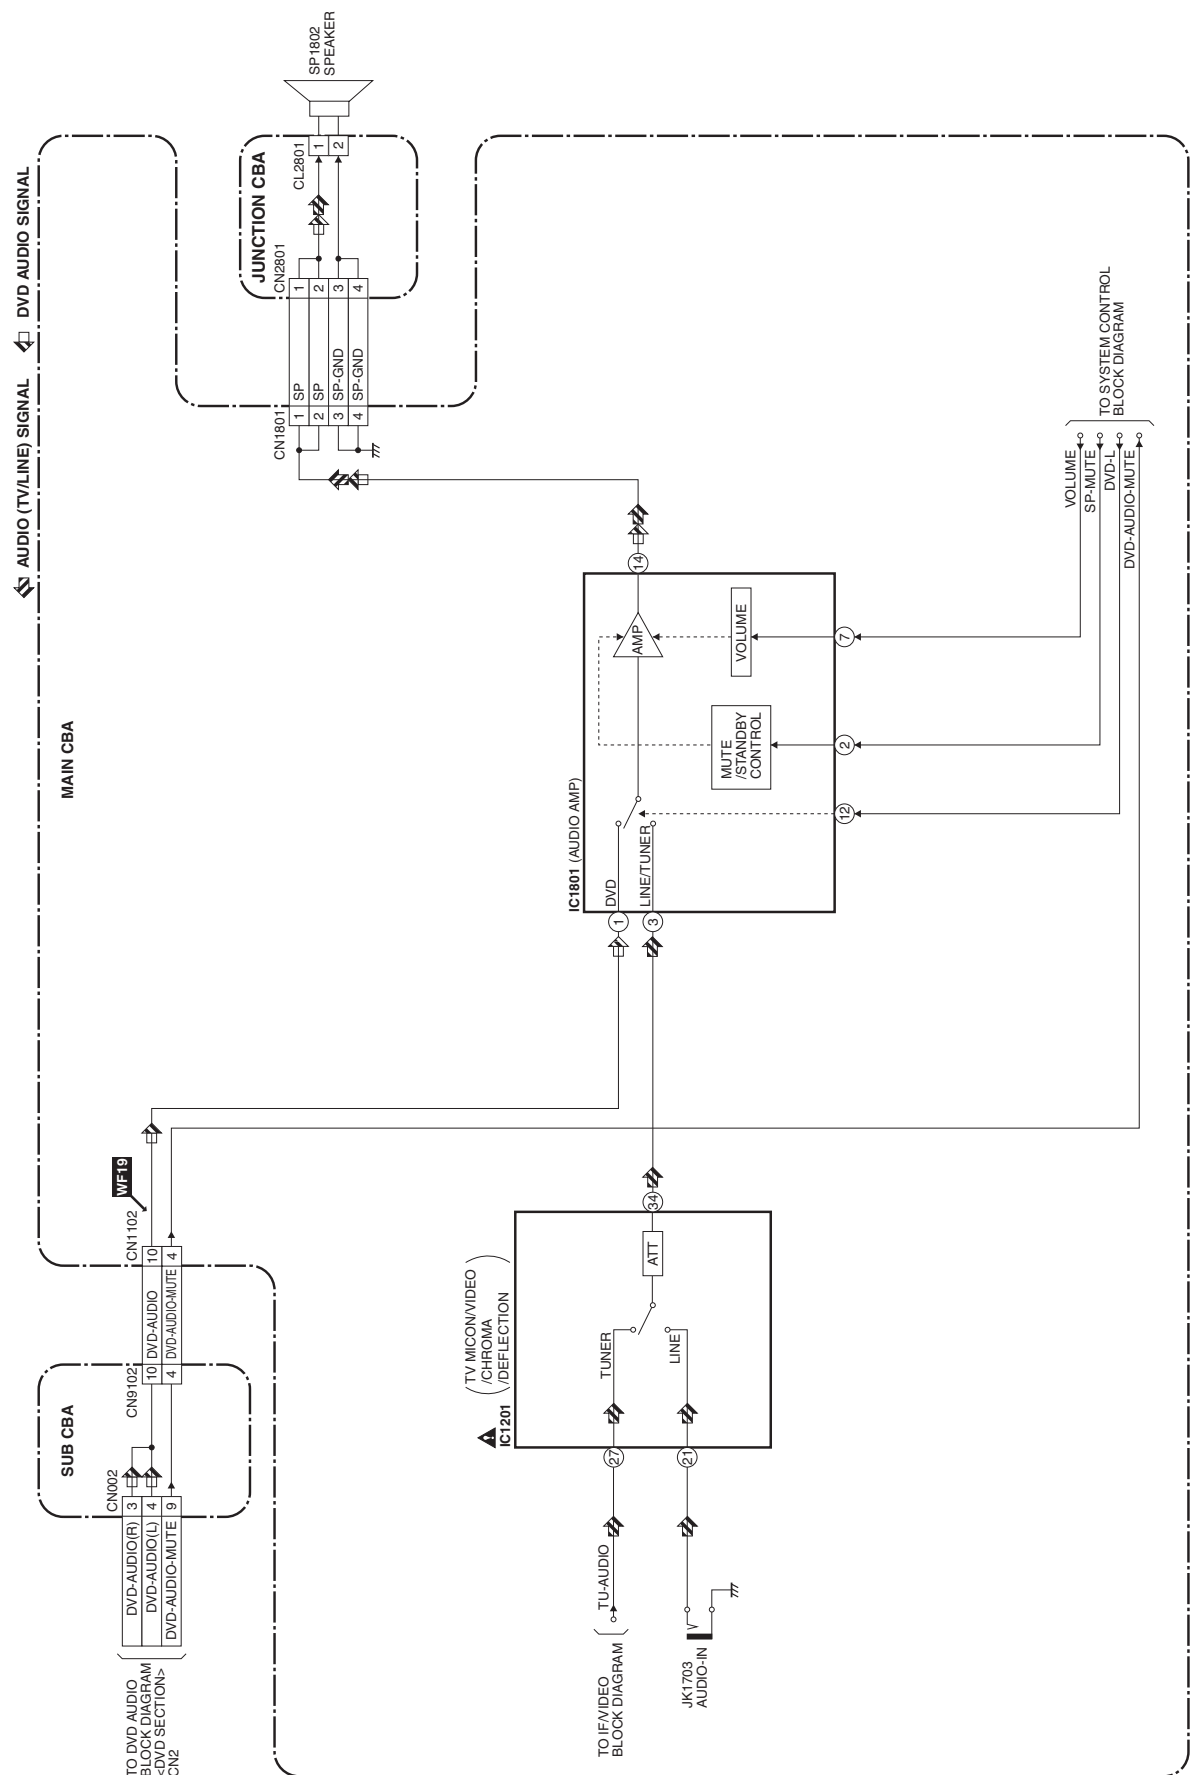 AUDIO (TV/LINE) SIGNAL
DVD AUDIO SIGNAL
MAIN CBA
SUB CBA
JUNCTION CBA
TO DVD AUDIO
BLOCK DIAGRAM
<DVD SECTION>
CN2
DVD-AUDIO(R) 3
DVD-AUDIO(L) 4
DVD-AUDIO-MUTE 9
CN002
CN9102
10 DVD-AUDIO 10
4 DVD-AUDIO-MUTE 4
CN1102
WF19
CN1801
1 SP 1
2 SP 2
3 SP-GND 3
4 SP-GND 4
CN2801
CL2801
1
2
SP1802
SPEAKER
IC1201
TV MICON/VIDEO
/CHROMA
/DEFLECTION
TO IF/VIDEO
BLOCK DIAGRAM
TU-AUDIO
27
TUNER
JK1703
AUDIO-IN
21
LINE
ATT
34
IC1801 (AUDIO AMP)
1
DVD
3
LINE/TUNER
AMP
14
MUTE
/STANDBY
CONTROL
VOLUME
12
2
7
VOLUME
SP-MUTE
DVD-L
DVD-AUDIO-MUTE
TO SYSTEM CONTROL
BLOCK DIAGRAM